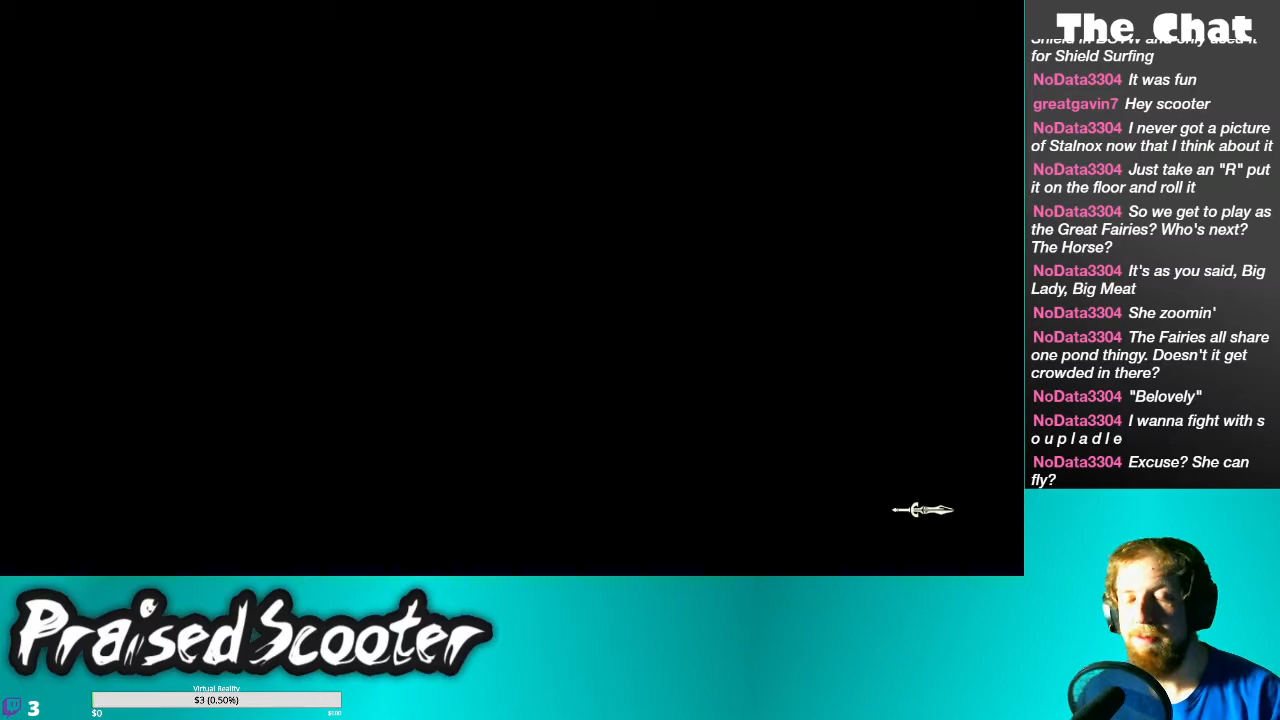 The Chat
for Shield Surfing
NoData3304 It was fun
greatgavin7 Hey scooter
NoData3304 I never got a picture
of Stalnox now that I think about it
NoData3304 Just take an "R" put
it on the floor and roll it
NoData3304 So we get to play as
the Great Fairies? Who's next?
The Horse?
NoData3304 It's as you said, Big
Lady, Big Meat
NoData3304 She zoomin'
NoData3304 The Fairies all share
one pond thingy. Doesn't it get
crowded in there?
NoData3304 "Belovely"
NoData3304 I wanna fight with s
o u p l a d l e
NoData3304 Excuse? She can
fly?
PraisedScooter
Virtual Reality
$3 (0.50%)
3
$0